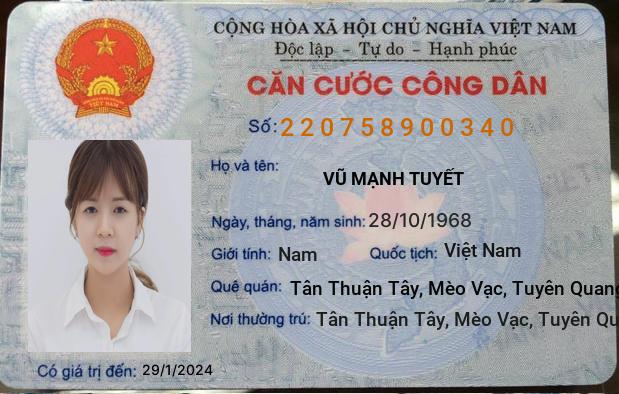 CỘNG HÒA XÃ HỘI CHỦ NGHĨA VIỆT NAM
Độc lập - Tự do - Hạnh phúc
CĂN CƯỚC CÔNG DÂN
Số: 220758900340
Họ và tên:
VŨ MẠNH TUYẾT
Ngày, tháng, năm sinh: 28/10/1968
Giới tính: Nam Quốc tịch: Việt Nam
Quê quán: Tân Thuận Tây, Mèo Vạc, Tuyên Quang
Nơi thường trú: Tân Thuận Tây, Mèo Vạc, Tuyên Qu
Có giá trị đến: 29/1/2024
VIỆT NAM